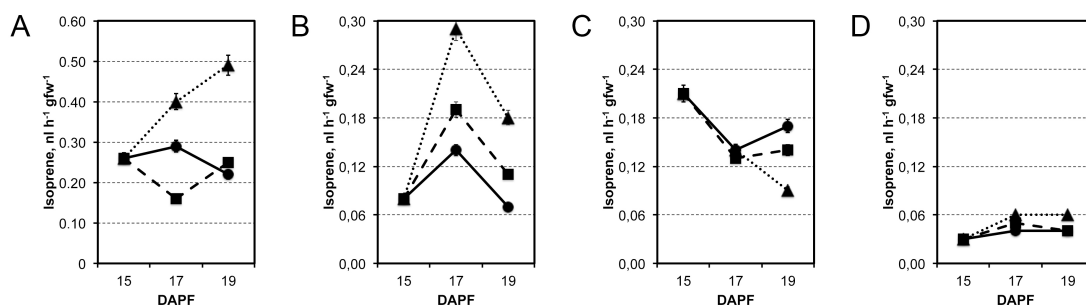 A
Isoprene, nl h-1 gfw-1
0.60
0.50
0.40
0.30
0.20
0.10
0
15 17 19
DAPF
B
Isoprene, nl h-1 gfw-1
0,30
0,24
0,18
0,12
0,06
0,00
15 17 19
DAPF
C
Isoprene, nl h-1 gfw-1
0,30
0,24
0,18
0,12
0,06
0,00
15 17 19
DAPF
D
Isoprene, nl h-1 gfw-1
0,30
0,24
0,18
0,12
0,06
0,00
15 17 19
DAPF